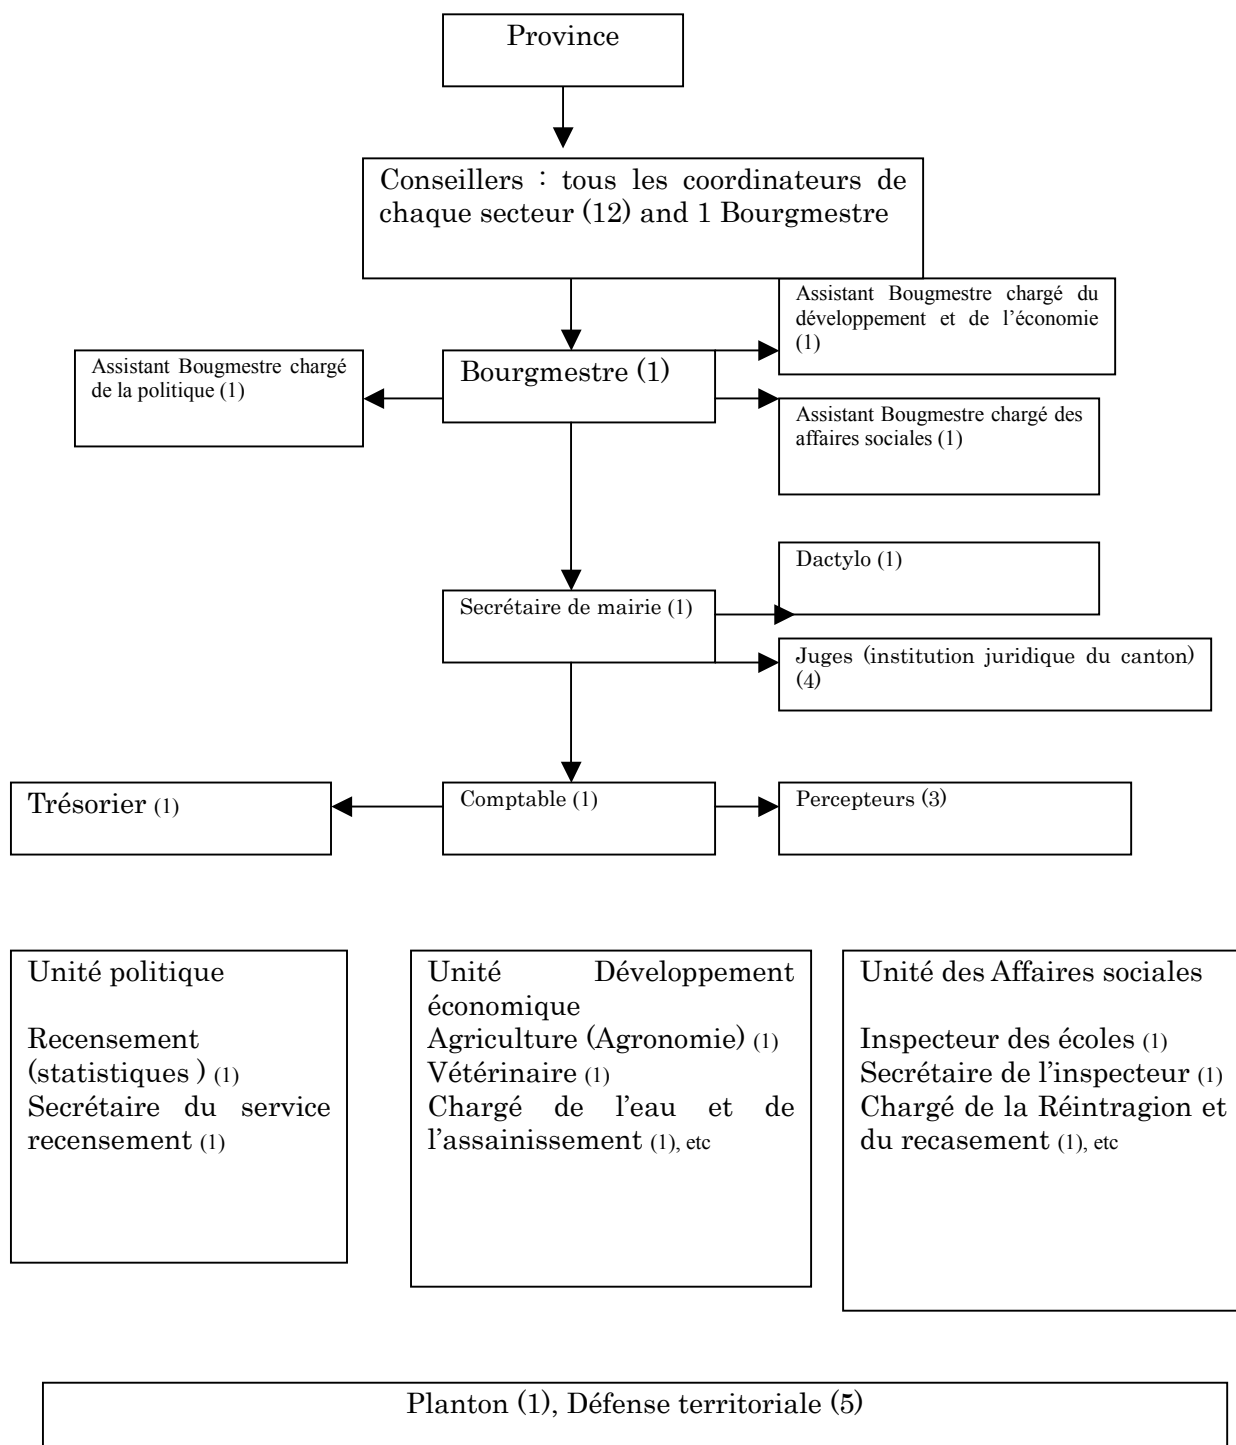 Province
Conseillers : tous les coordinateurs de
chaque secteur (12) and 1 Bourgmestre
Assistant Bougmestre chargé du
développement et de l'économie
(1)
Assistant Bougmestre chargé
de la politique (1)
Bourgmestre (1)
Assistant Bougmestre chargé des
affaires sociales (1)
Dactylo (1)
Secrétaire de mairie (1)
Juges (institution juridique du canton)
(4)
Trésorier (1)
Comptable (1)
Percepteurs (3)
Unité politique
Recensement
(statistiques ) (1)
Secrétaire du service
recensement (1)
Unité Développement
économique
Agriculture (Agronomie) (1)
Vétérinaire (1)
Chargé de l'eau et de
l'assainissement (1), etc
Unité des Affaires sociales
Inspecteur des écoles (1)
Secrétaire de l'inspecteur (1)
Chargé de la Réintragion et
du recasement (1), etc
Planton (1), Défense territoriale (5)